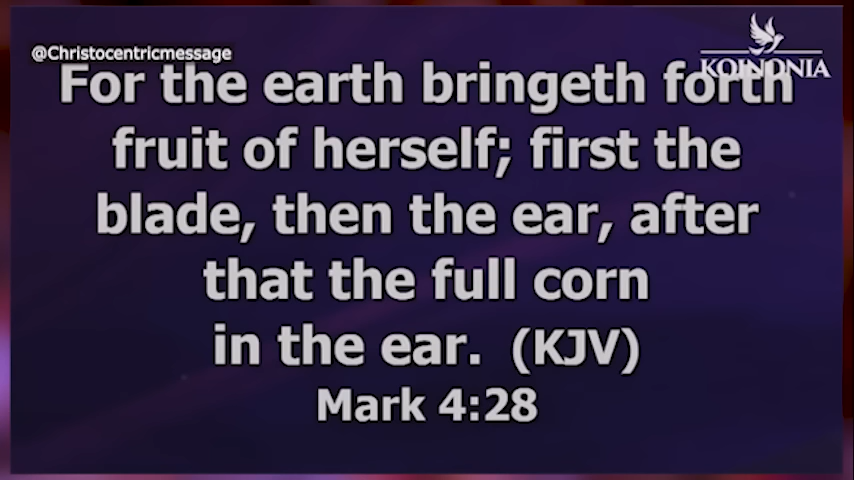 @Christocentricmessage
KOINONIA
For the earth bringeth forth
fruit of herself; first the
blade, then the ear, after
that the full corn
in the ear. (KJV)
Mark 4:28